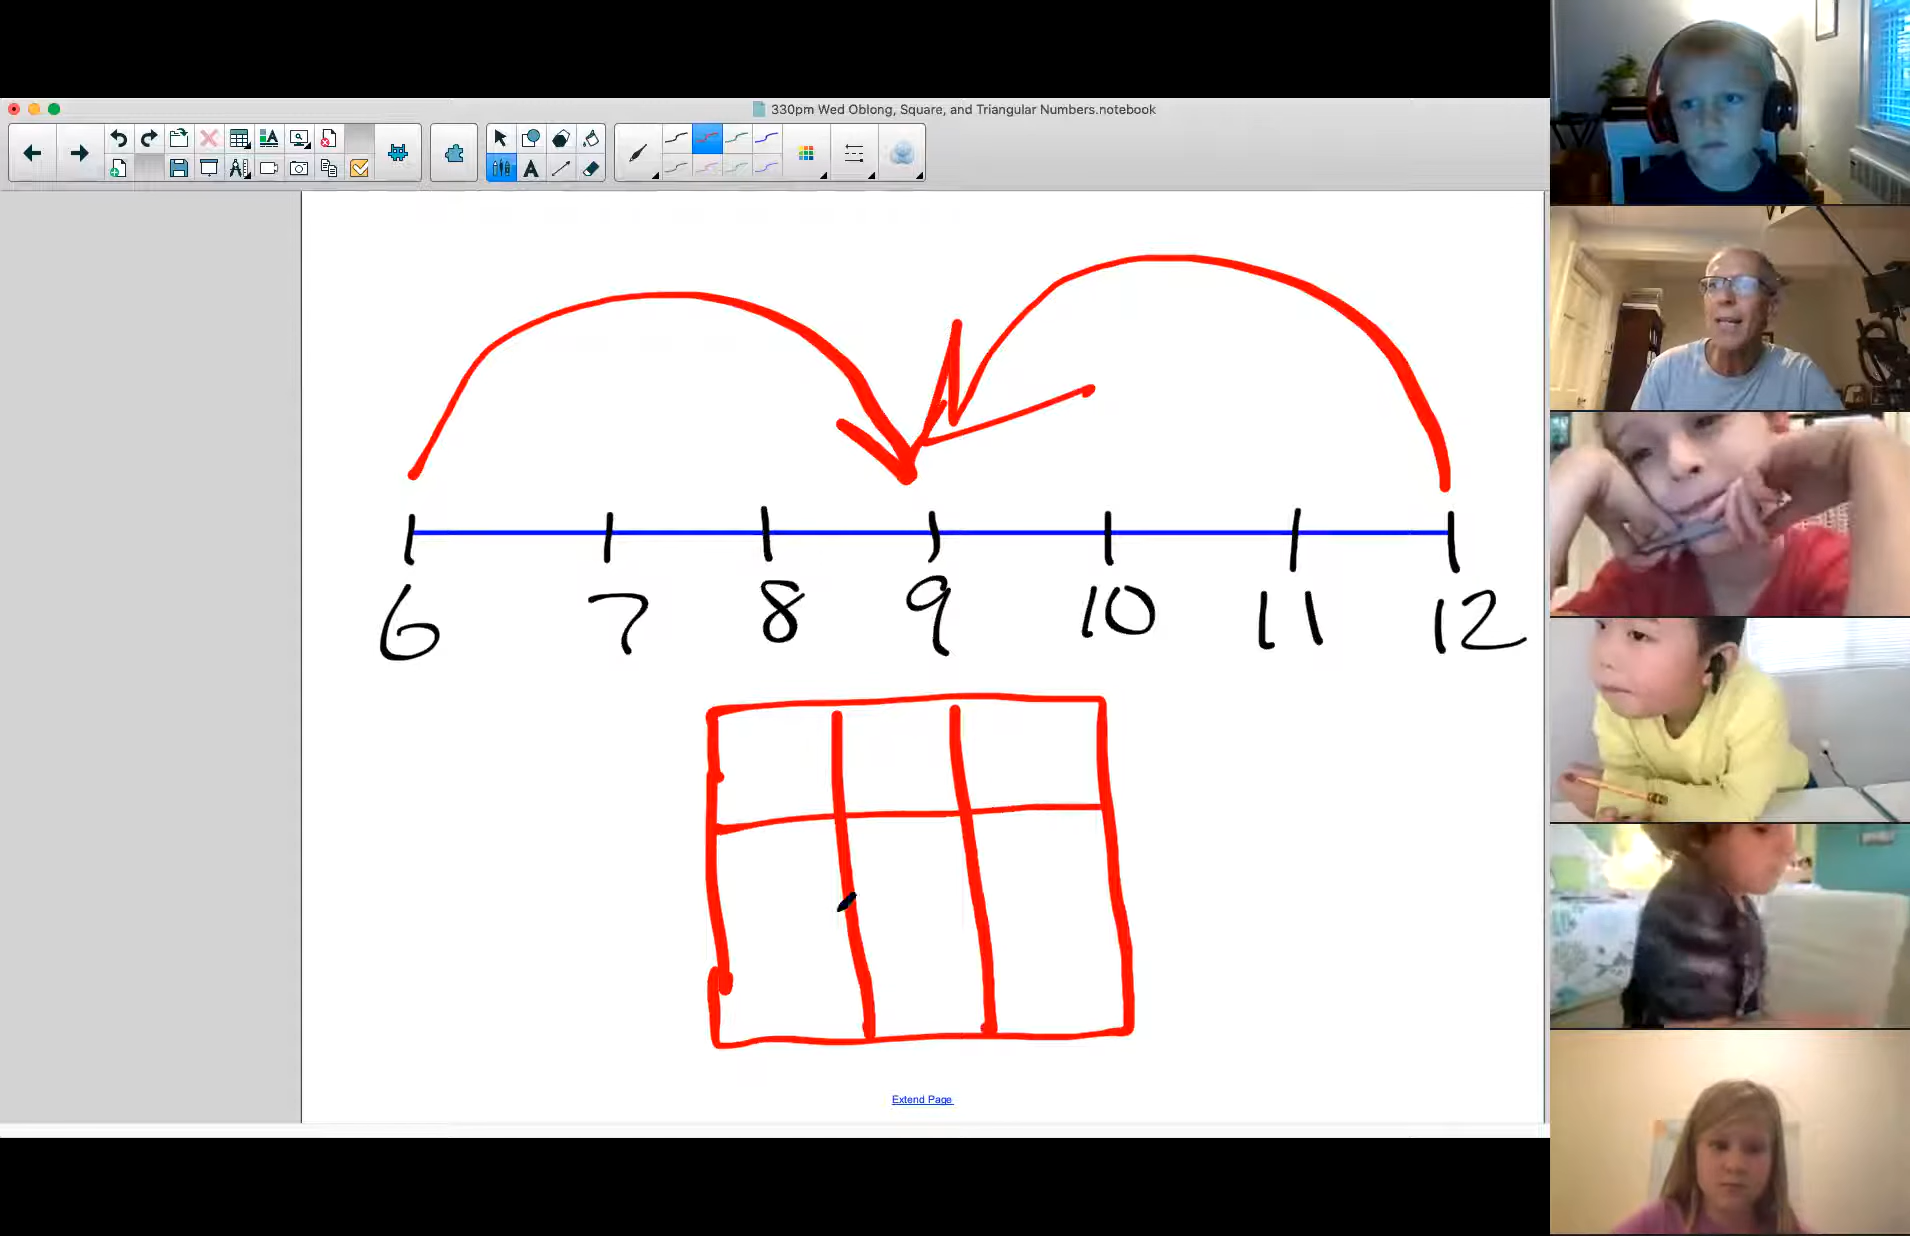 330pm Wed Oblong, Square, and Triangular Numbers.notebook
6 7 8 9 10 11 12
Extend Page